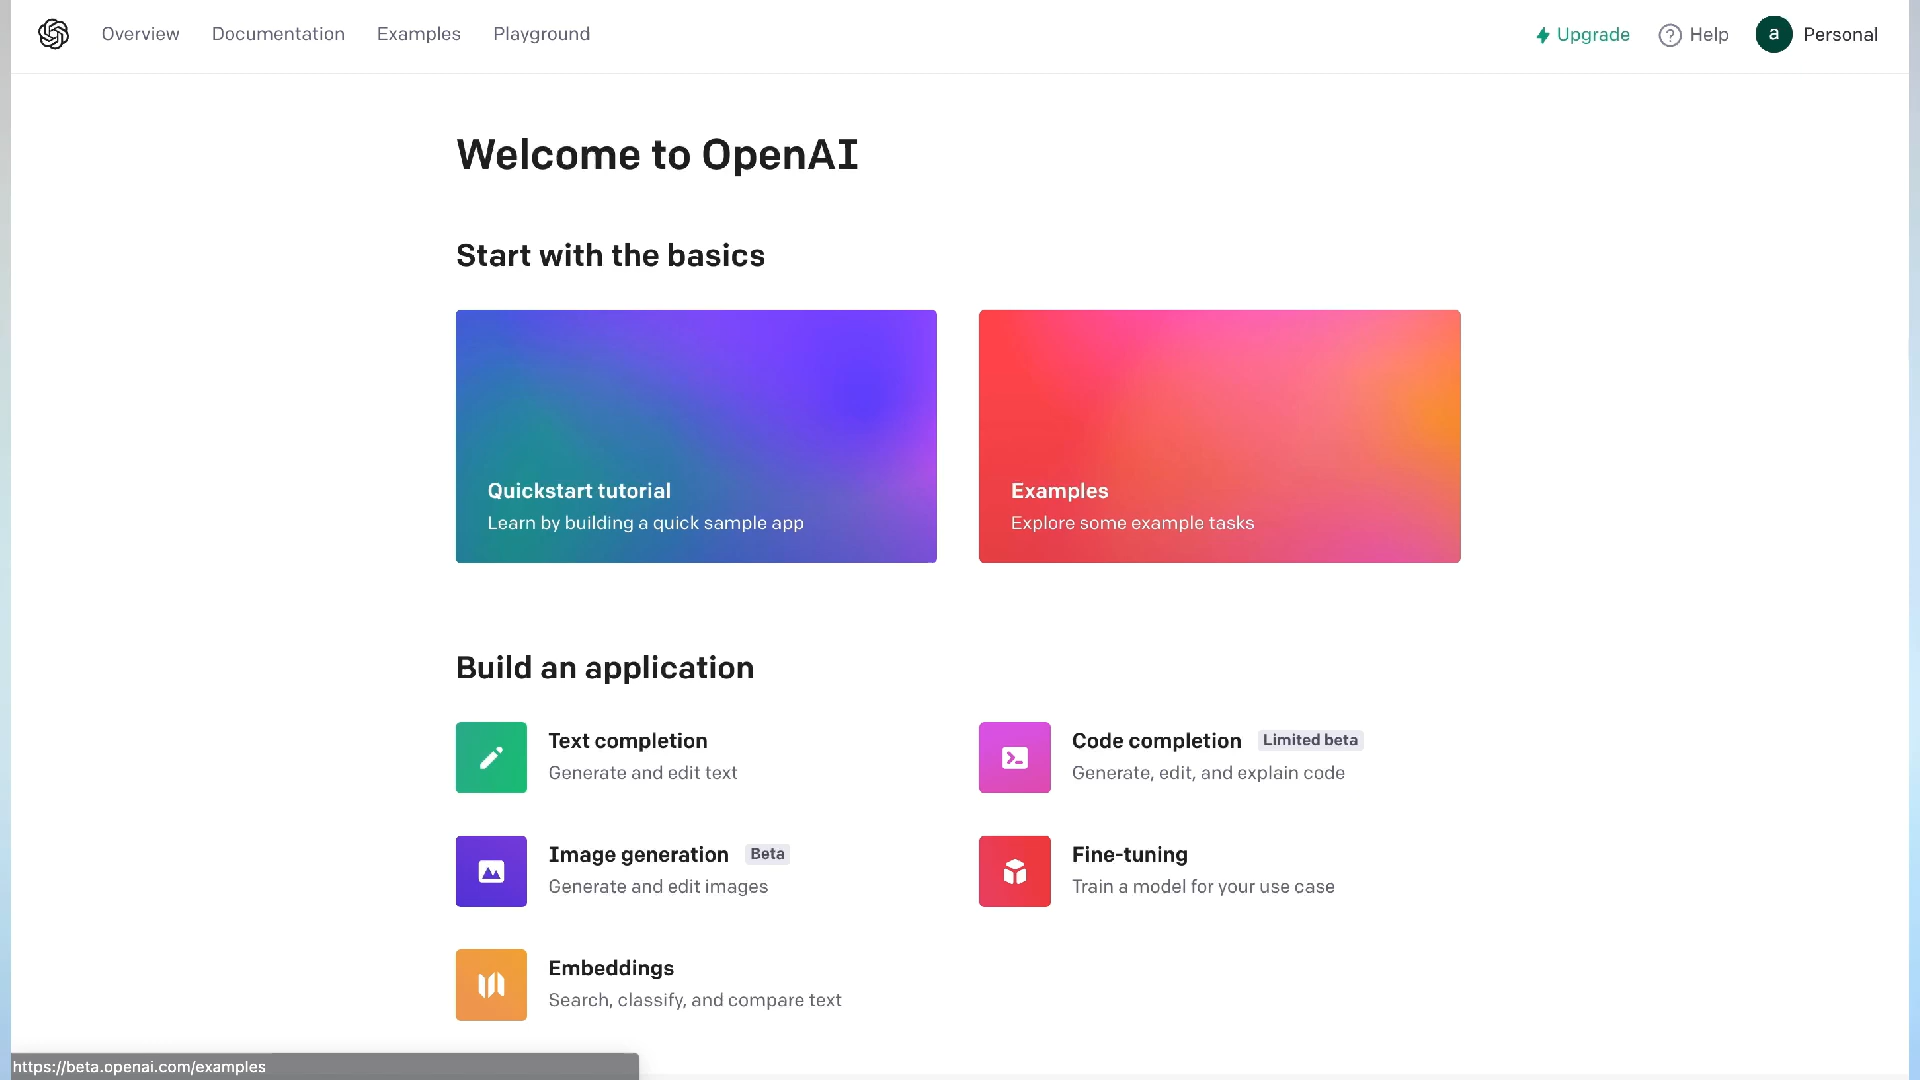 Overview Documentation Examples Playground Upgrade ? Help a Personal
Welcome to OpenAI
Start with the basics
Quickstart tutorial
Learn by building a quick sample app
Examples
Explore some example tasks
Build an application
Text completion
Generate and edit text
Code completion Limited beta
Generate, edit, and explain code
Image generation Beta
Generate and edit images
Fine-tuning
Train a model for your use case
Embeddings
Search, classify, and compare text
https://beta.openai.com/examples